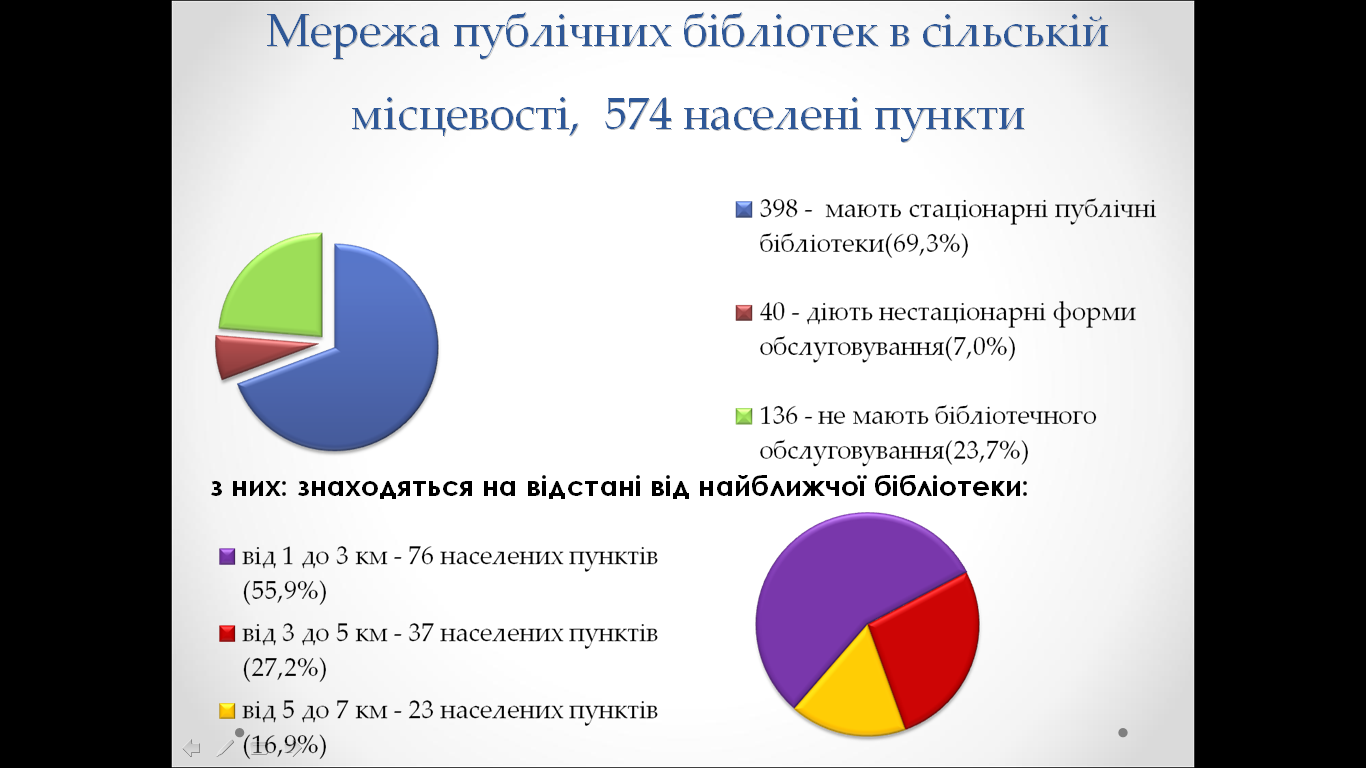 Мережа публічних бібліотек в сільській
місцевості,  574 населені пункти
398 -  мають стаціонарні публічні
бібліотеки(69,3%)
40 - діють нестаціонарні форми
обслуговування(7,0%)
136 - не мають бібліотечного
обслуговування(23,7%)
з них: знаходяться на відстані від найближчої бібліотеки:
від 1 до 3 км - 76 населених пунктів
(55,9%)
від 3 до 5 км - 37 населених пунктів
(27,2%)
від 5 до 7 км - 23 населених пунктів
(16,9%)